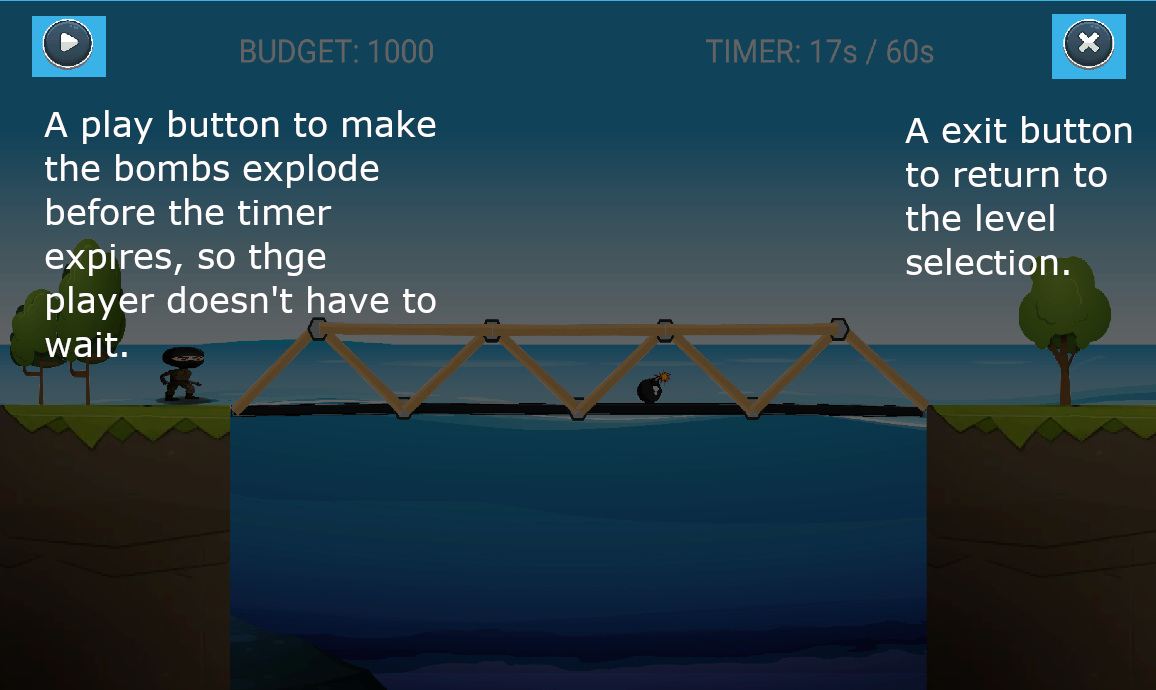 BUDGET: 1000
TIMER: 17s / 60s
A play button to make
the bombs explode
before the timer
expires, so thge
player doesn't have to
wait.
A exit button
to return to
the level
selection.